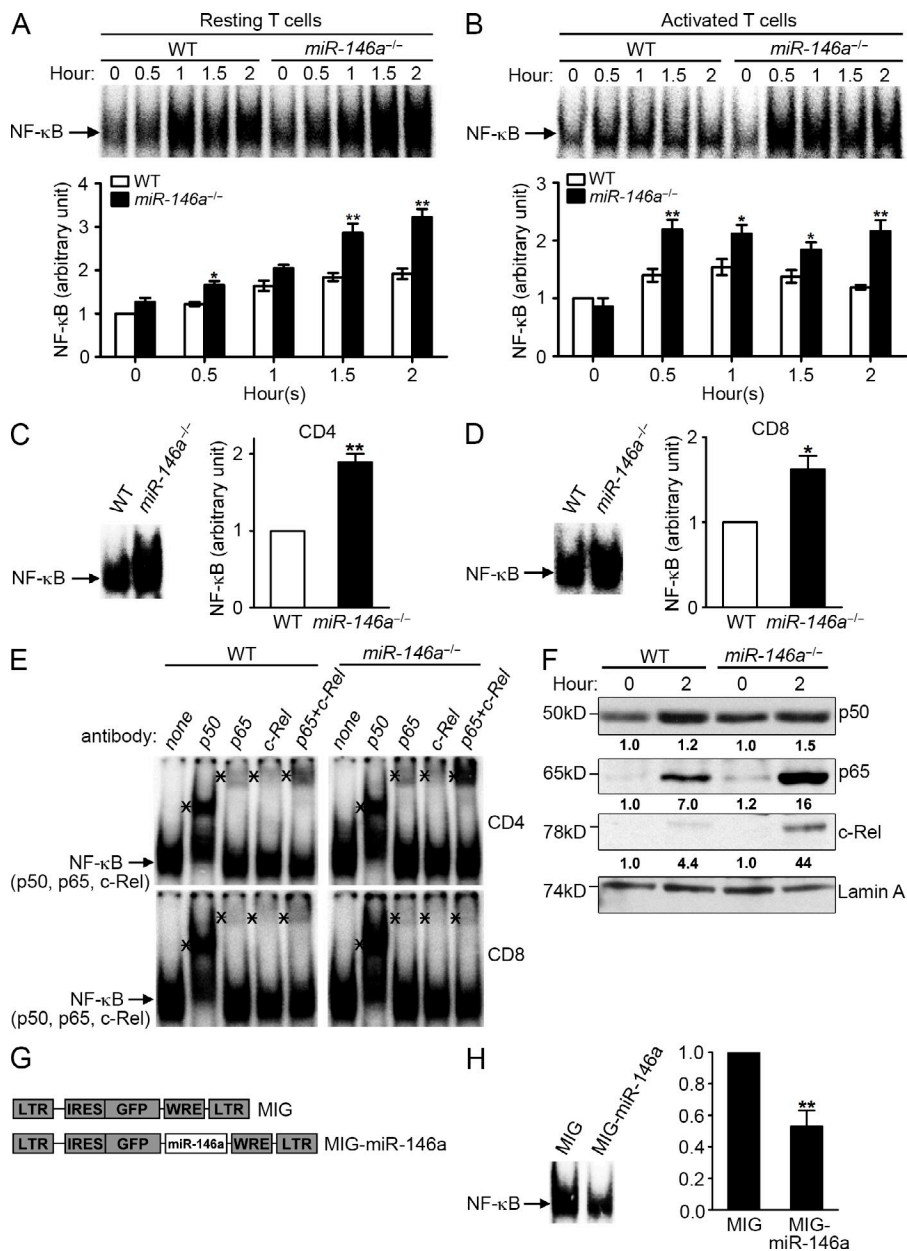 A
Resting T cells
WT miR-146a–/–
Hour: 0 0.5 1 1.5 2 0 0.5 1 1.5 2
NF-κB
NF-κB (arbitrary unit)
4
3
2
1
0
WT
miR-146a–/–
* ** **
0 0.5 1 1.5 2
Hour(s)
B
Activated T cells
WT miR-146a–/–
Hour: 0 0.5 1 1.5 2 0 0.5 1 1.5 2
NF-κB
NF-κB (arbitrary unit)
3
2
1
0
WT
miR-146a–/–
** * * **
0 0.5 1 1.5 2
Hour(s)
C
WT miR-146a–/–
NF-κB
CD4
NF-κB (arbitrary unit)
2
1
0
**
WT miR-146a–/–
D
WT miR-146a–/–
NF-κB
CD8
NF-κB (arbitrary unit)
2
1
0
*
WT miR-146a–/–
E
WT miR-146a–/–
antibody: none p50 p65 c-Rel p65+c-Rel none p50 p65 c-Rel p65+c-Rel
CD4
NF-κB
(p50, p65, c-Rel)
CD8
NF-κB
(p50, p65, c-Rel)
F
WT miR-146a–/–
Hour: 0 2 0 2
50kD p50
1.0 1.2 1.0 1.5
65kD p65
1.0 7.0 1.2 16
78kD c-Rel
1.0 4.4 1.0 44
74kD Lamin A
G
LTR IRES GFP WRE LTR MIG
LTR IRES GFP miR-146a WRE LTR MIG-miR-146a
H
MIG MIG-miR-146a
NF-κB
1.0
0.8
0.6
0.4
0.2
0.0
**
MIG MIG-
miR-146a